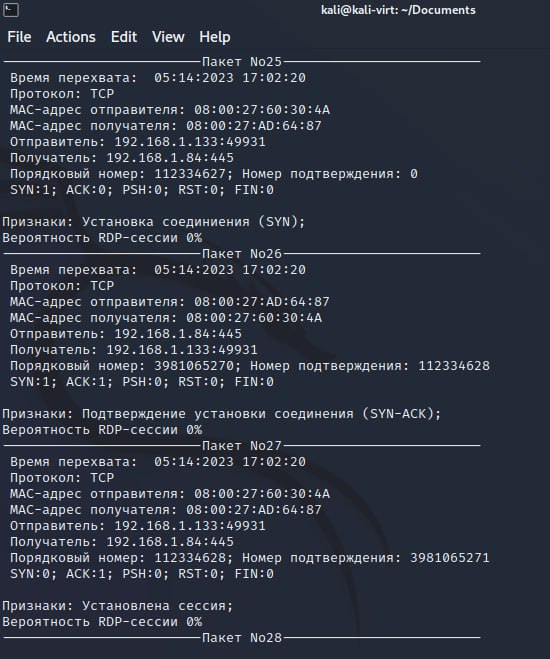 kali@kali-virt: ~/Documents
File Actions Edit View Help
Пакет No25
Время перехвата: 05:14:2023 17:02:20
Протокол: TCP
MAC-адрес отправителя: 08:00:27:60:30:4A
MAC-адрес получателя: 08:00:27:AD:64:87
Отправитель: 192.168.1.133:49931
Получатель: 192.168.1.84:445
Порядковый номер: 112334627; Номер подтверждения: 0
SYN:1; ACK:0; PSH:0; RST:0; FIN:0
Признаки: Установка соединиения (SYN);
Вероятность RDP-сессии 0%
Пакет No26
Время перехвата: 05:14:2023 17:02:20
Протокол: TCP
MAC-адрес отправителя: 08:00:27:AD:64:87
MAC-адрес получателя: 08:00:27:60:30:4A
Отправитель: 192.168.1.84:445
Получатель: 192.168.1.133:49931
Порядковый номер: 3981065270; Номер подтверждения: 112334628
SYN:1; ACK:1; PSH:0; RST:0; FIN:0
Признаки: Подтверждение установки соединения (SYN-ACK);
Вероятность RDP-сессии 0%
Пакет No27
Время перехвата: 05:14:2023 17:02:20
Протокол: TCP
MAC-адрес отправителя: 08:00:27:60:30:4A
MAC-адрес получателя: 08:00:27:AD:64:87
Отправитель: 192.168.1.133:49931
Получатель: 192.168.1.84:445
Порядковый номер: 112334628; Номер подтверждения: 3981065271
SYN:0; ACK:1; PSH:0; RST:0; FIN:0
Признаки: Установлена сессия;
Вероятность RDP-сессии 0%
Пакет No28